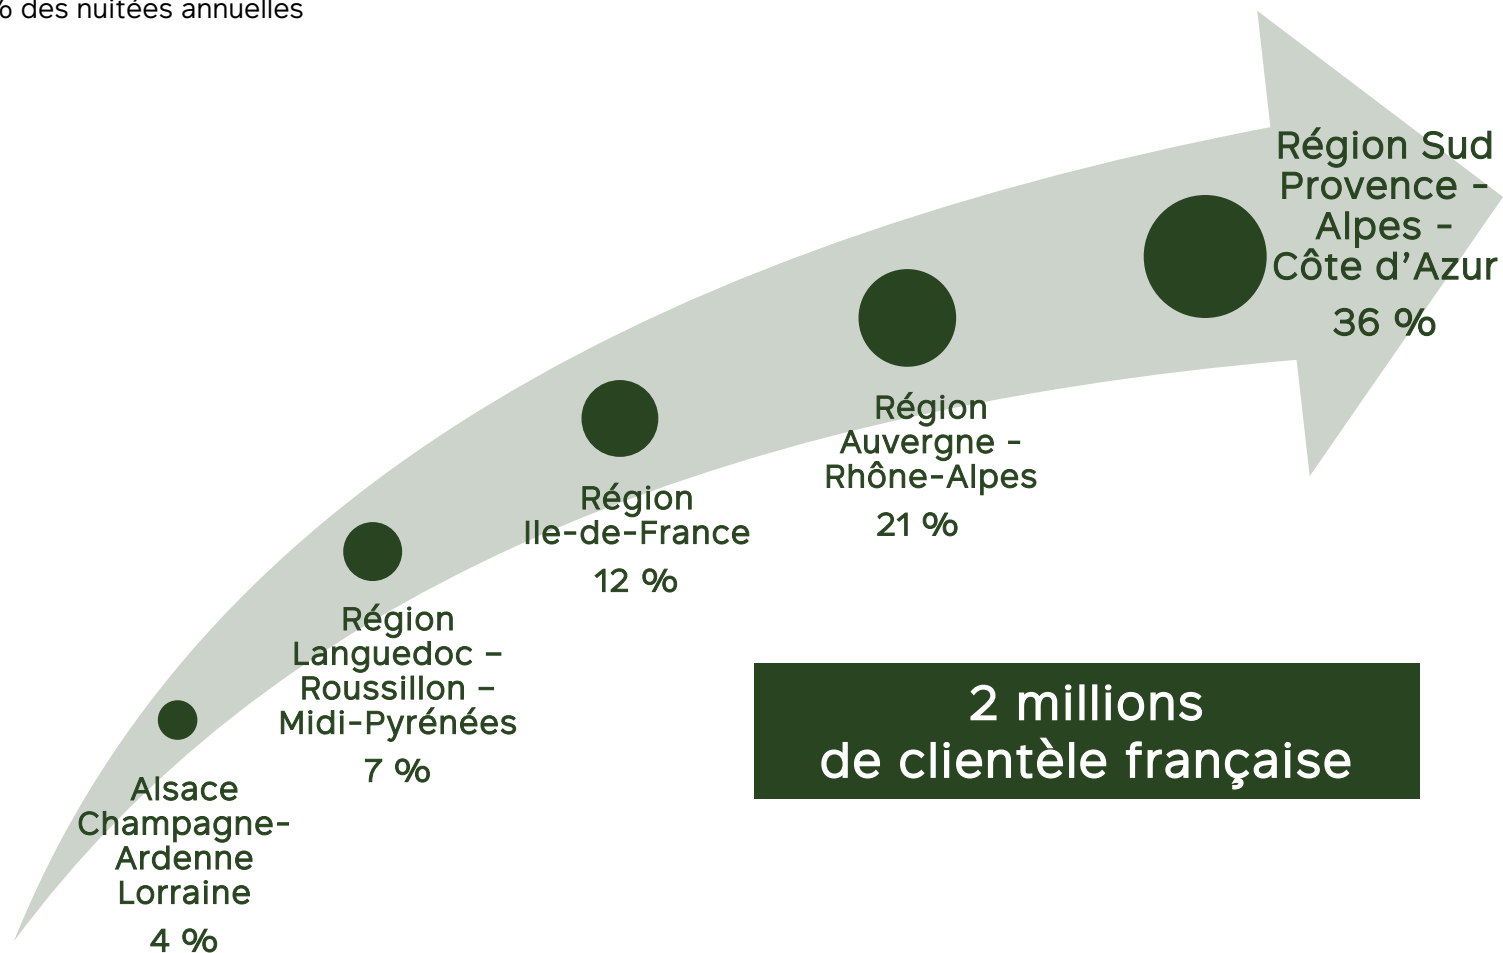 % des nuitées annuelles
Région Sud
Provence -
Alpes -
Côte d’Azur
36 %
Région
Auvergne -
Rhône-Alpes
21 %
Région
Ile-de-France
12 %
Région
Languedoc –
Roussillon –
Midi-Pyrénées
7 %
Alsace
Champagne-
Ardenne
Lorraine
4 %
2 millions
de clientèle française